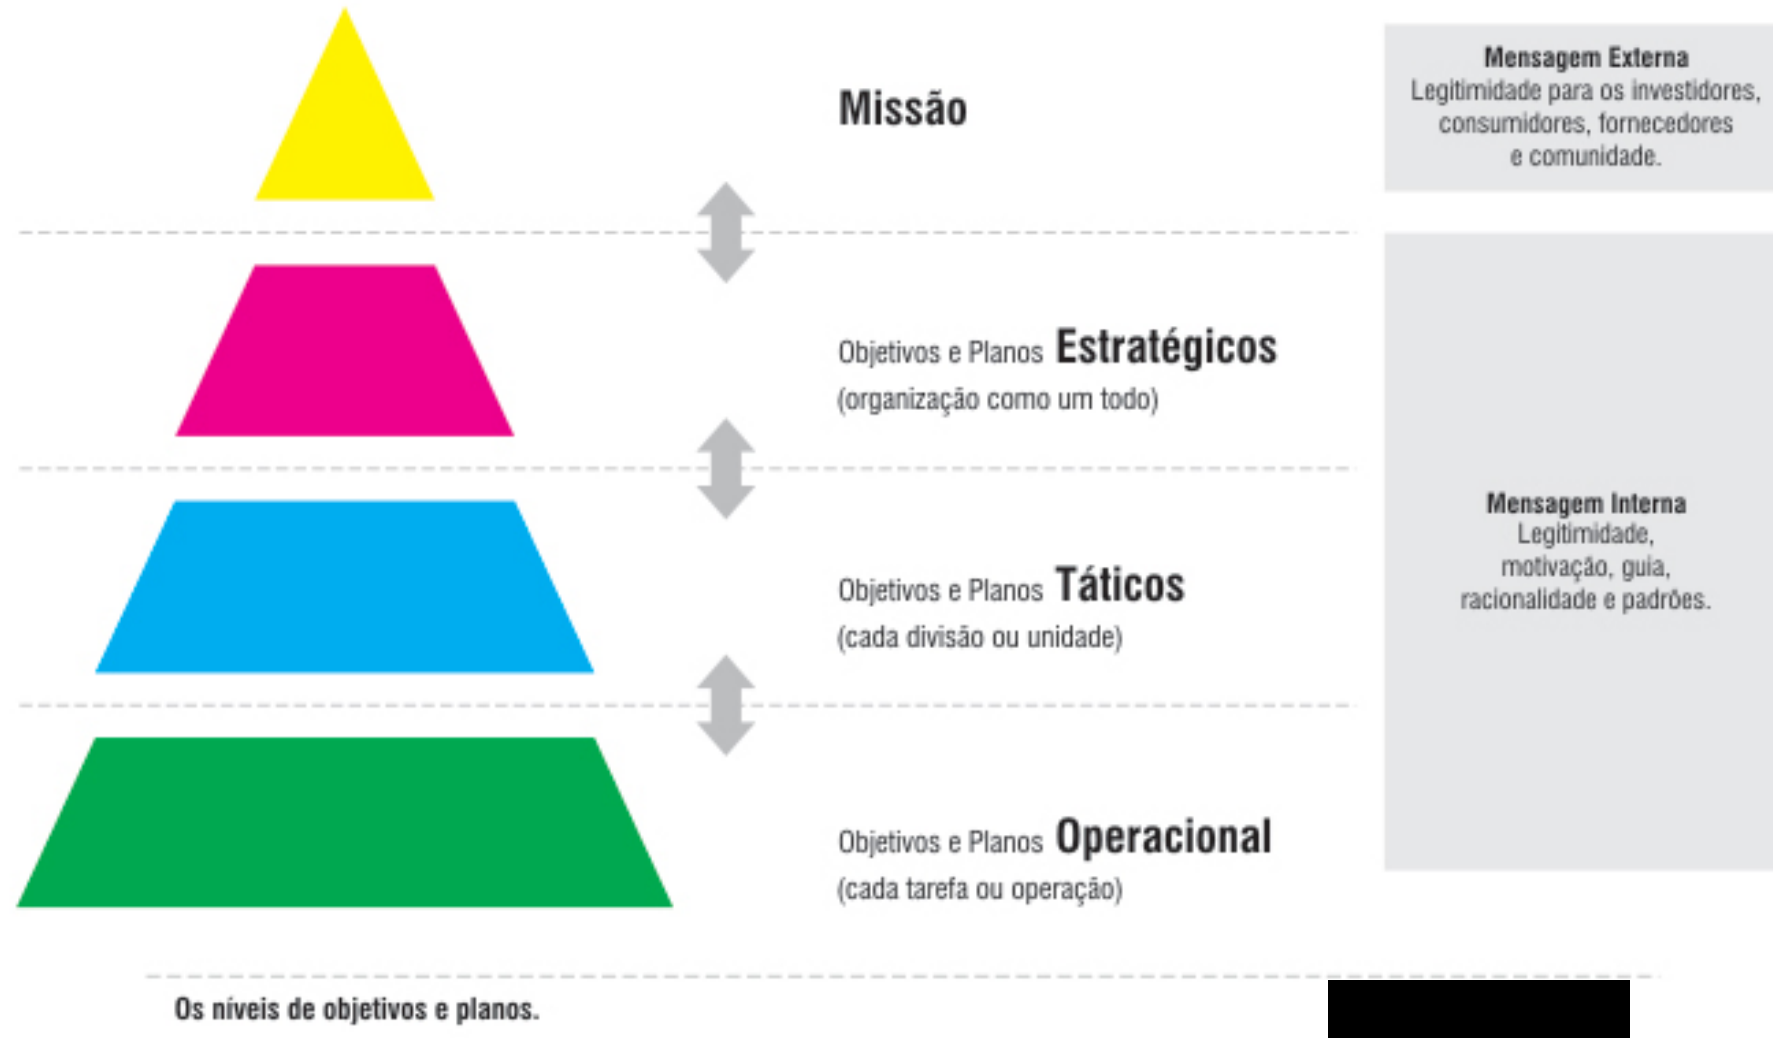 Missão
Mensagem Externa
Legitimidade para os investidores,
consumidores, fornecedores
e comunidade.
Objetivos e Planos Estratégicos
(organização como um todo)
Objetivos e Planos Táticos
(cada divisão ou unidade)
Mensagem Interna
Legitimidade,
motivação, guia,
racionalidade e padrões.
Objetivos e Planos Operacional
(cada tarefa ou operação)
Os níveis de objetivos e planos.